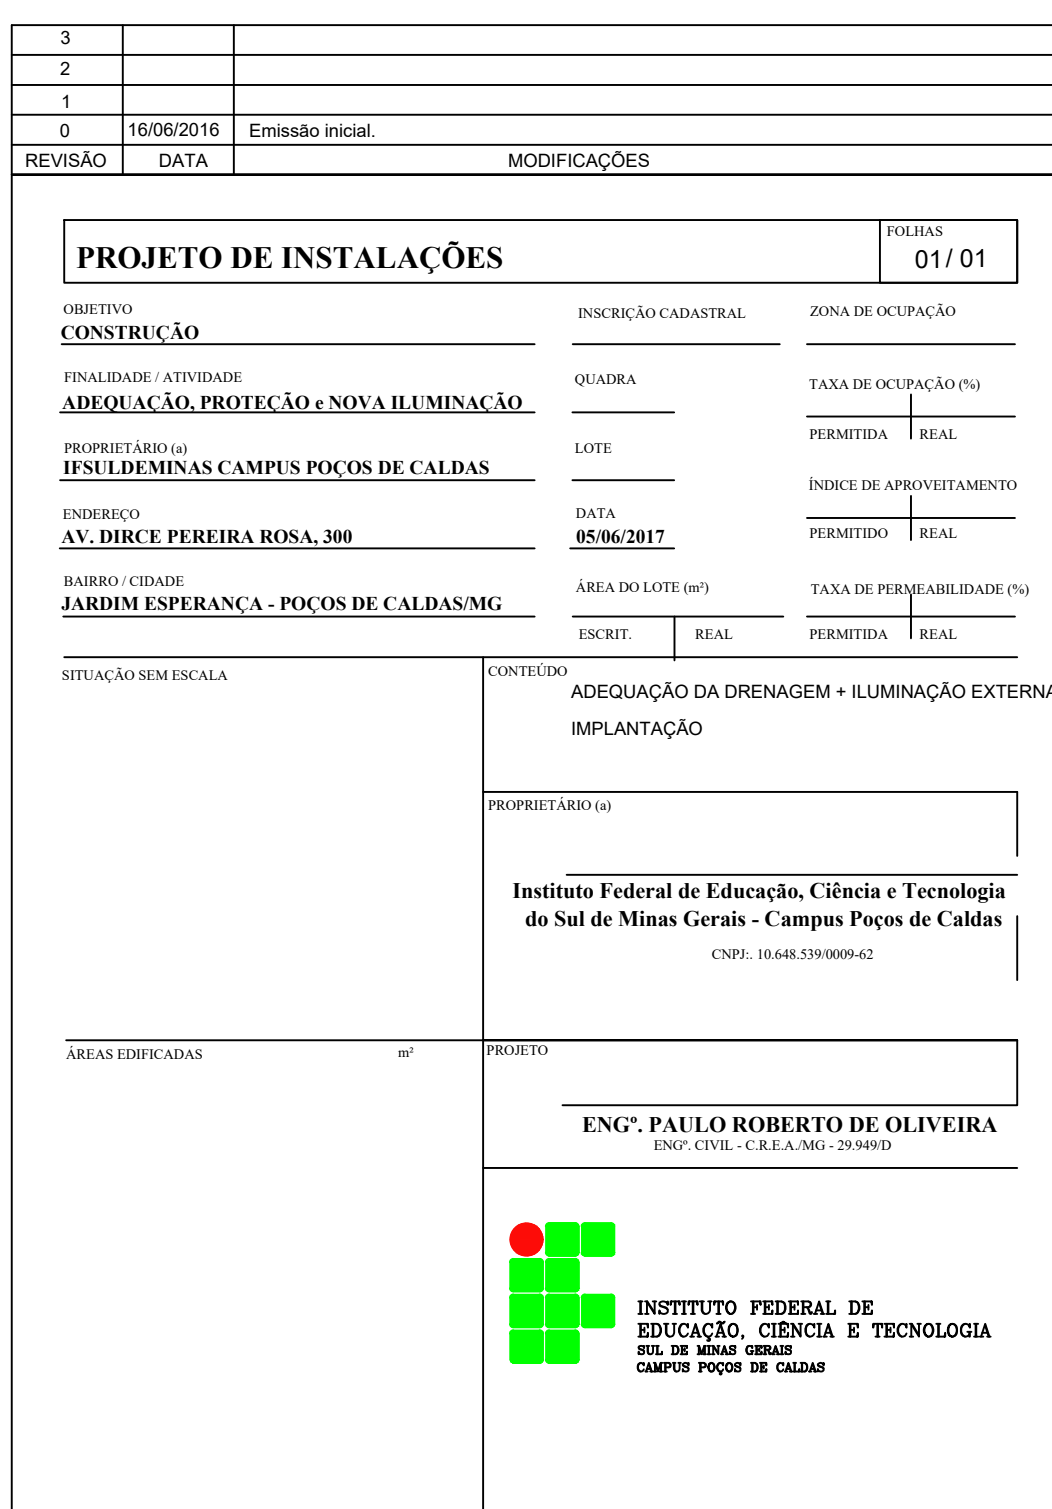 3
2
1
0 16/06/2016 Emissão inicial.
REVISÃO DATA MODIFICAÇÕES
PROJETO DE INSTALAÇÕES
FOLHAS
01/ 01
OBJETIVO
CONSTRUÇÃO
INSCRIÇÃO CADASTRAL
ZONA DE OCUPAÇÃO
FINALIDADE / ATIVIDADE
ADEQUAÇÃO, PROTEÇÃO e NOVA ILUMINAÇÃO
QUADRA
TAXA DE OCUPAÇÃO (%)
PERMITIDA REAL
PROPRIETÁRIO (a)
IFSULDEMINAS CAMPUS POÇOS DE CALDAS
LOTE
ÍNDICE DE APROVEITAMENTO
PERMITIDO REAL
ENDEREÇO
AV. DIRCE PEREIRA ROSA, 300
DATA
05/06/2017
BAIRRO / CIDADE
JARDIM ESPERANÇA - POÇOS DE CALDAS/MG
ÁREA DO LOTE (m²)
ESCRIT. REAL
TAXA DE PERMEABILIDADE (%)
PERMITIDA REAL
SITUAÇÃO SEM ESCALA
CONTEÚDO
ADEQUAÇÃO DA DRENAGEM + ILUMINAÇÃO EXTERNA
IMPLANTAÇÃO
PROPRIETÁRIO (a)
Instituto Federal de Educação, Ciência e Tecnologia
do Sul de Minas Gerais - Campus Poços de Caldas
CNPJ:. 10.648.539/0009-62
ÁREAS EDIFICADAS m²
PROJETO
ENGº. PAULO ROBERTO DE OLIVEIRA
ENGº. CIVIL - C.R.E.A./MG - 29.949/D
INSTITUTO FEDERAL DE
EDUCAÇÃO, CIÊNCIA E TECNOLOGIA
SUL DE MINAS GERAIS
CAMPUS POÇOS DE CALDAS